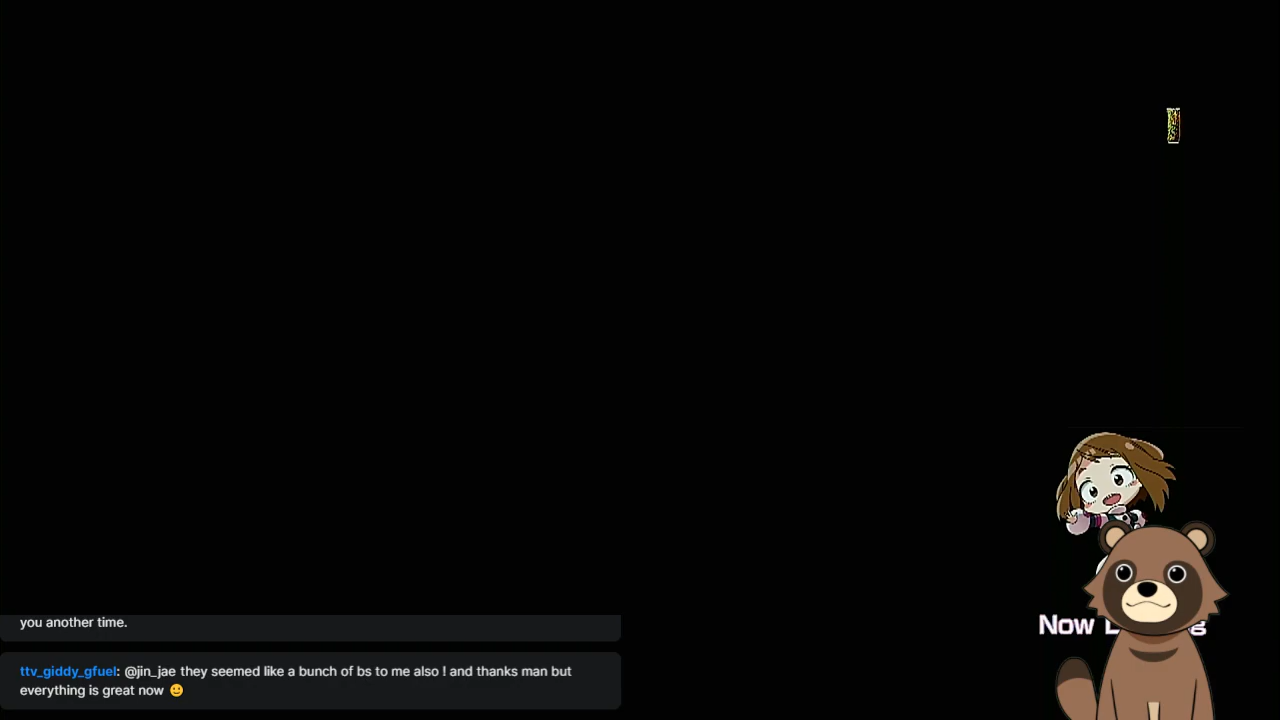 you another time.
ttv_giddy_gfuel: @jin_jae they seemed like a bunch of bs to me also ! and thanks man but
everything is great now 🙂
Now